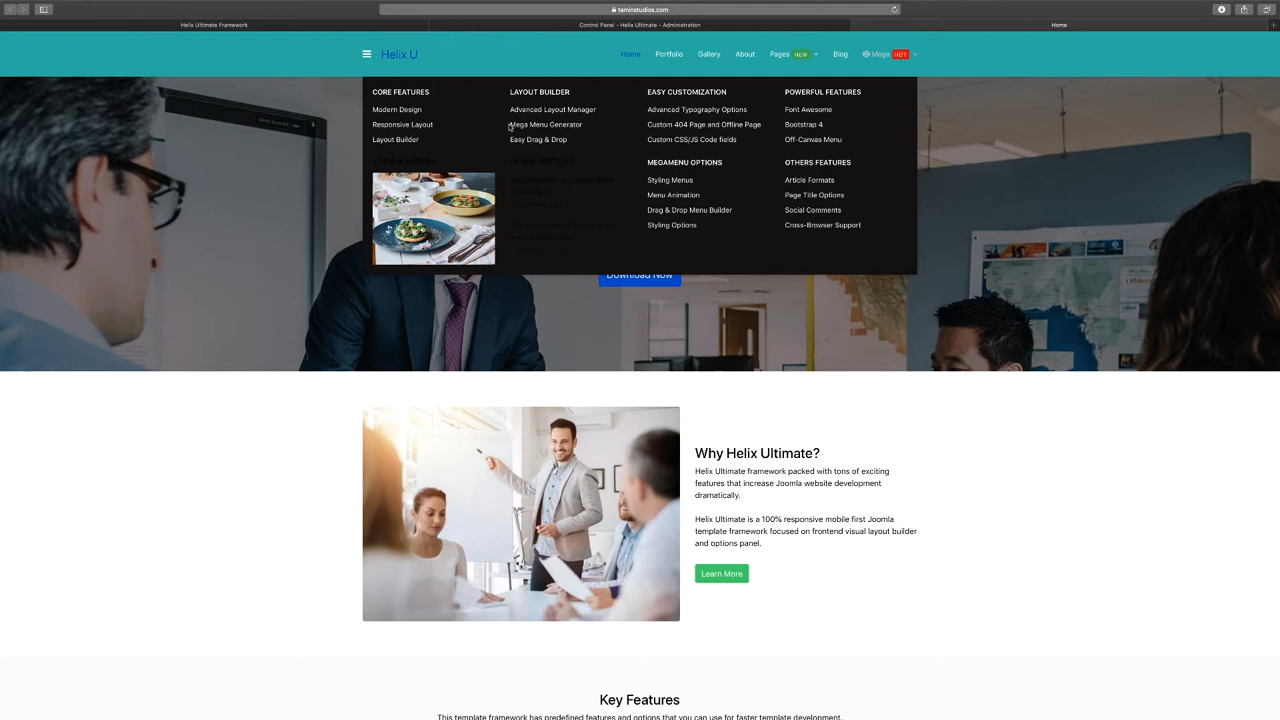 taminstudios.com
Helix Ultimate Framework
Control Panel - Helix Ultimate - Administration
Home
Helix U
Home
Portfolio
Gallery
About
Pages NEW
Blog
Mega HOT
CORE FEATURES
Modern Design
Responsive Layout
Layout Builder
LAYOUT BUILDER
Advanced Layout Manager
Mega Menu Generator
Easy Drag & Drop
EASY CUSTOMIZATION
Advanced Typography Options
Custom 404 Page and Offline Page
Custom CSS/JS Code fields
POWERFUL FEATURES
Font Awesome
Bootstrap 4
Off-Canvas Menu
JOOMLA MODULE
LATEST ARTICLES
MEGAMENU OPTIONS
Styling Menus
Menu Animation
Drag & Drop Menu Builder
Styling Options
OTHERS FEATURES
Article Formats
Page Title Options
Social Comments
Cross-Browser Support
Download Now
Why Helix Ultimate?
Helix Ultimate framework packed with tons of exciting
features that increase Joomla website development
dramatically.
Helix Ultimate is a 100% responsive mobile first Joomla
template framework focused on frontend visual layout builder
and options panel.
Learn More
Key Features
This template framework has predefined features and options that you can use for faster template development.